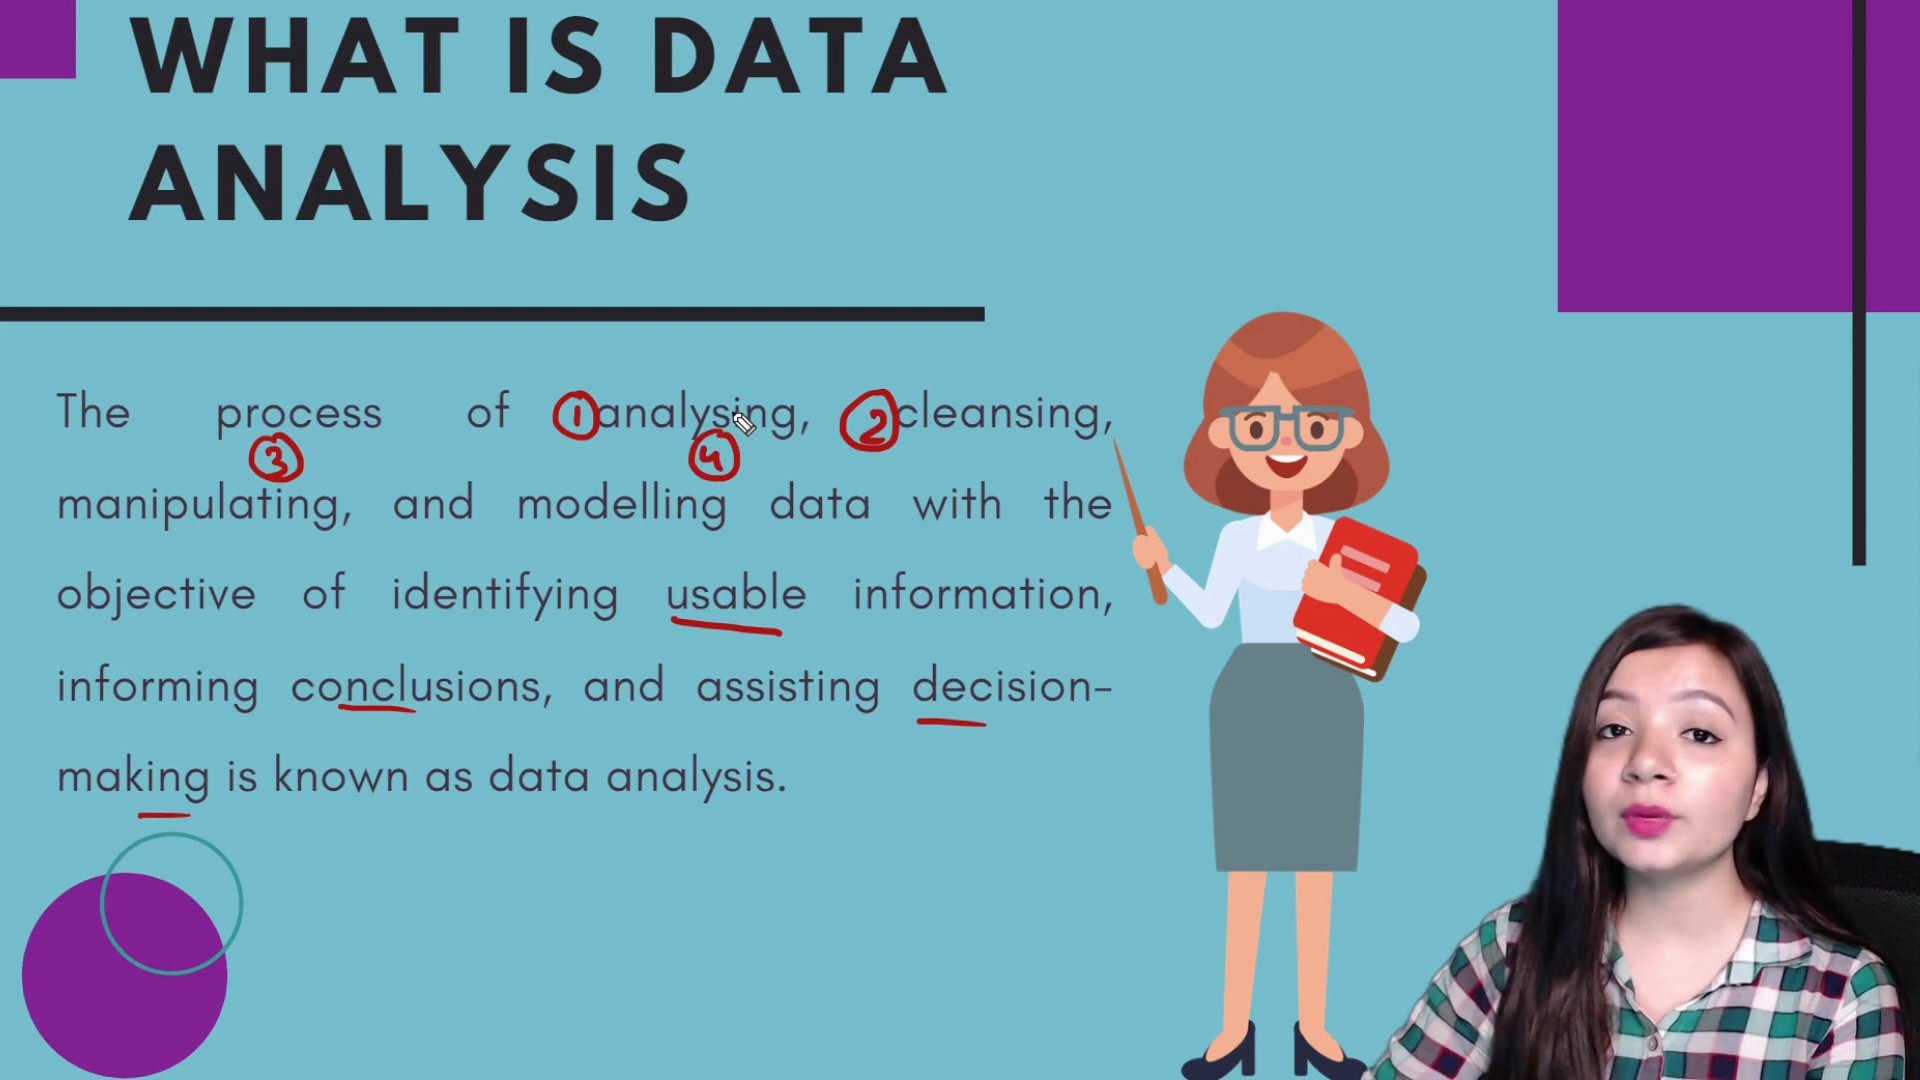 WHAT IS DATA
ANALYSIS
The process of 1 analysing, 2 cleansing,
3 4
manipulating, and modelling data with the
objective of identifying usable information,
informing conclusions, and assisting decision-
making is known as data analysis.